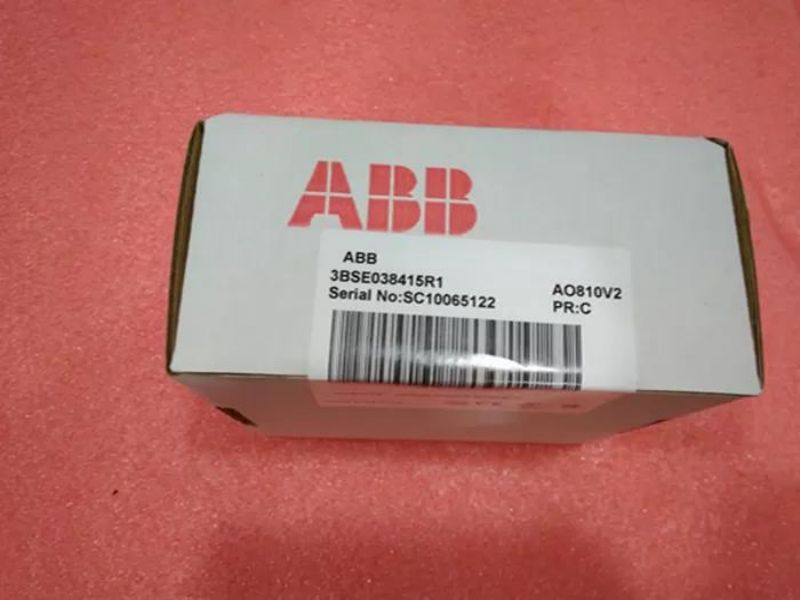 ABB
ABB
3BSE038415R1
Serial No:SC10065122
AO810V2
PR:C